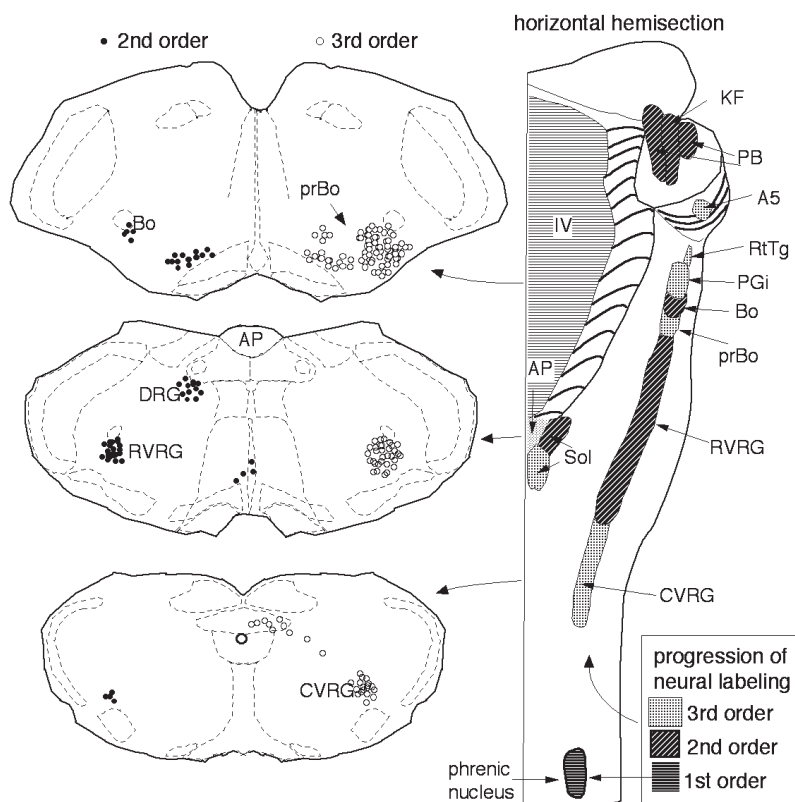 horizontal hemisection
2nd order
3rd order
KF
PB
A5
RtTg
PGi
Bo
prBo
RVRG
CVRG
IV
AP
Sol
prBo
Bo
AP
DRG
RVRG
CVRG
phrenic
nucleus
progression of
neural labeling
3rd order
2nd order
1st order